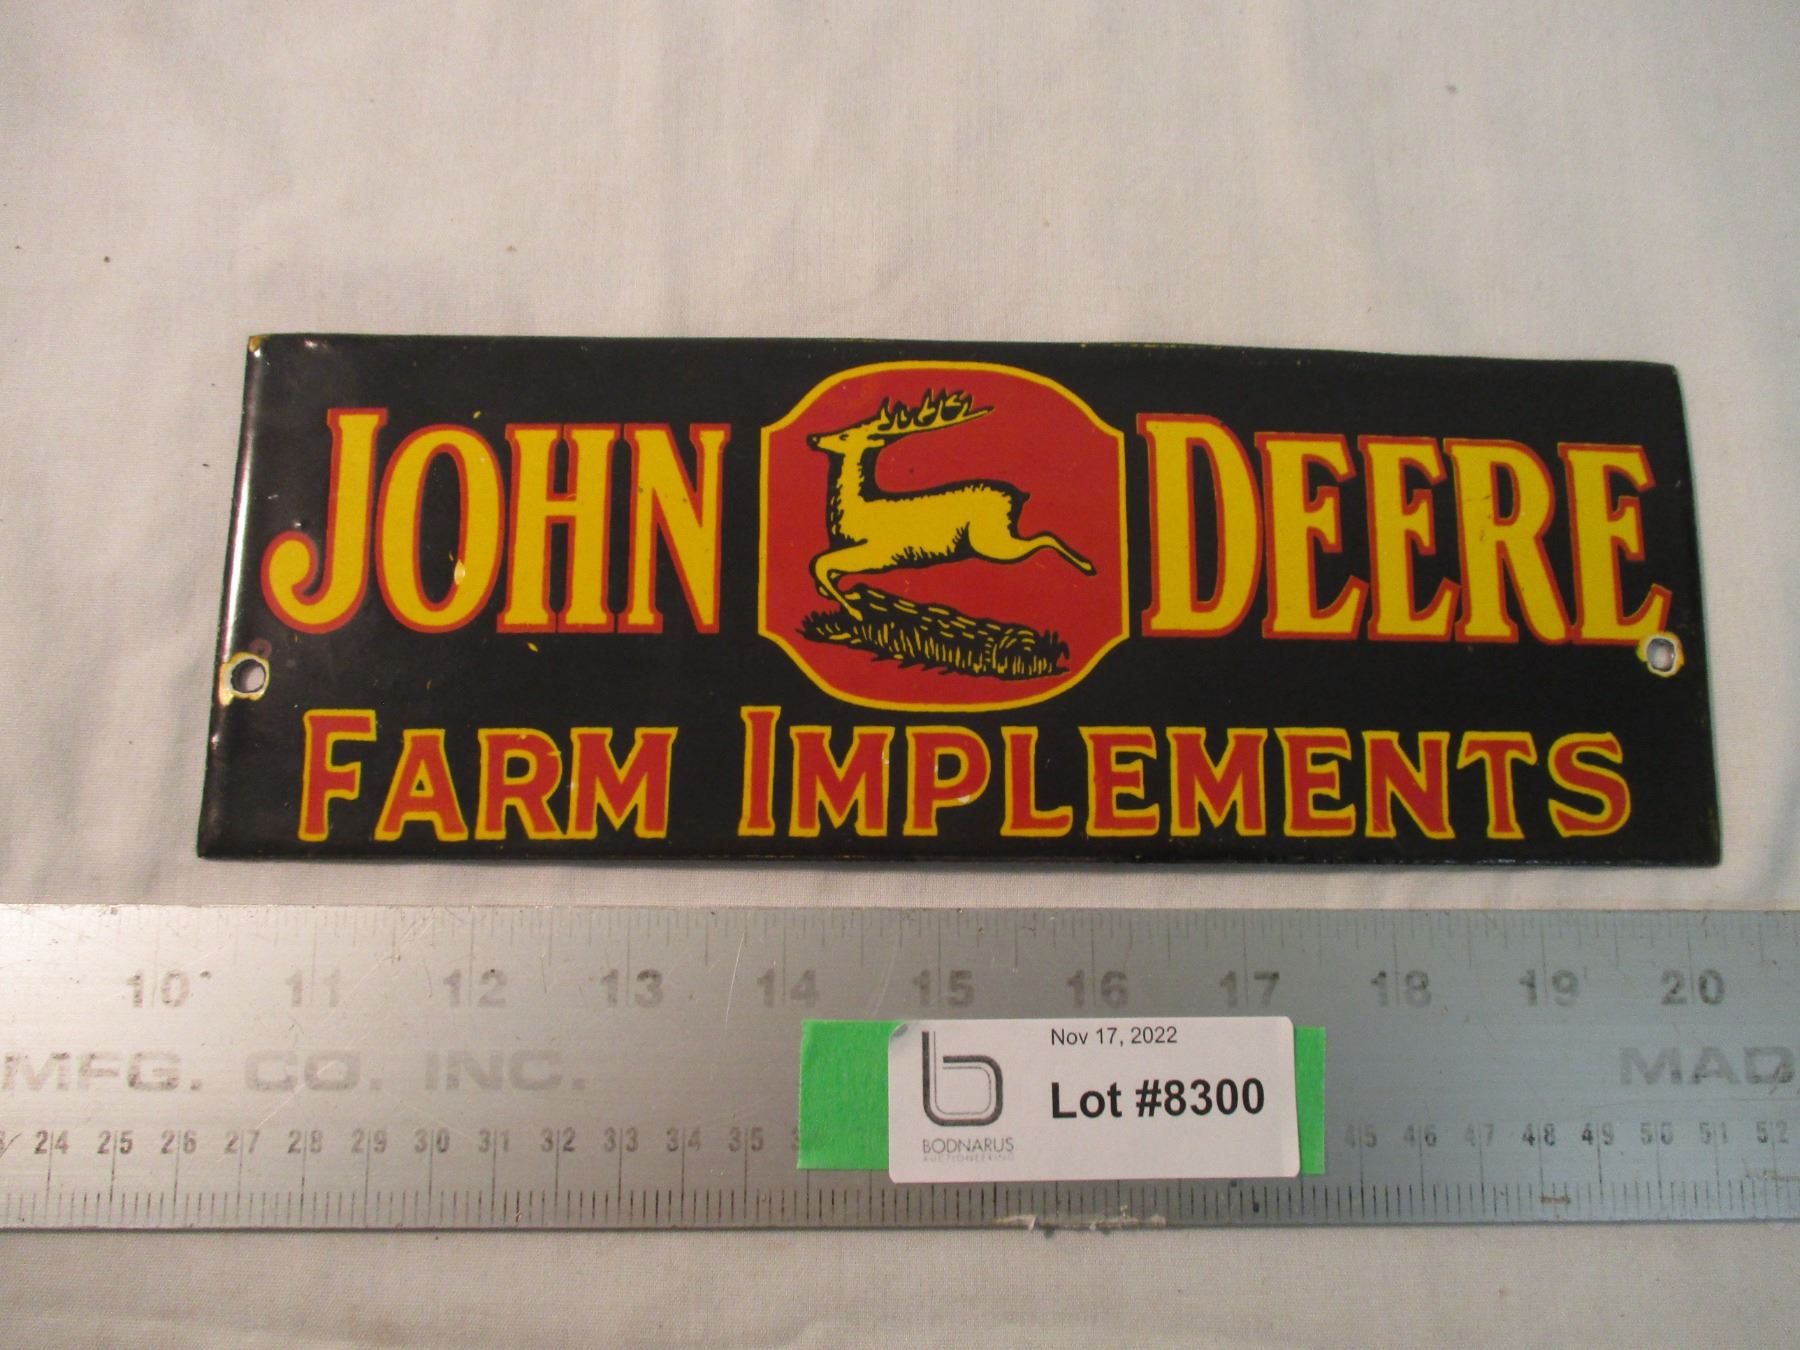 JOHN DEERE
FARM IMPLEMENTS
10 11 12 13 14 15 16 17 18 19 20
MFG. CO. INC. MAD
Nov 17, 2022
Lot #8300
BODNARUS
AUCTIONEERING
24 25 26 27 28 29 30 31 32 33 34 35 45 46 47 48 49 50 51 52